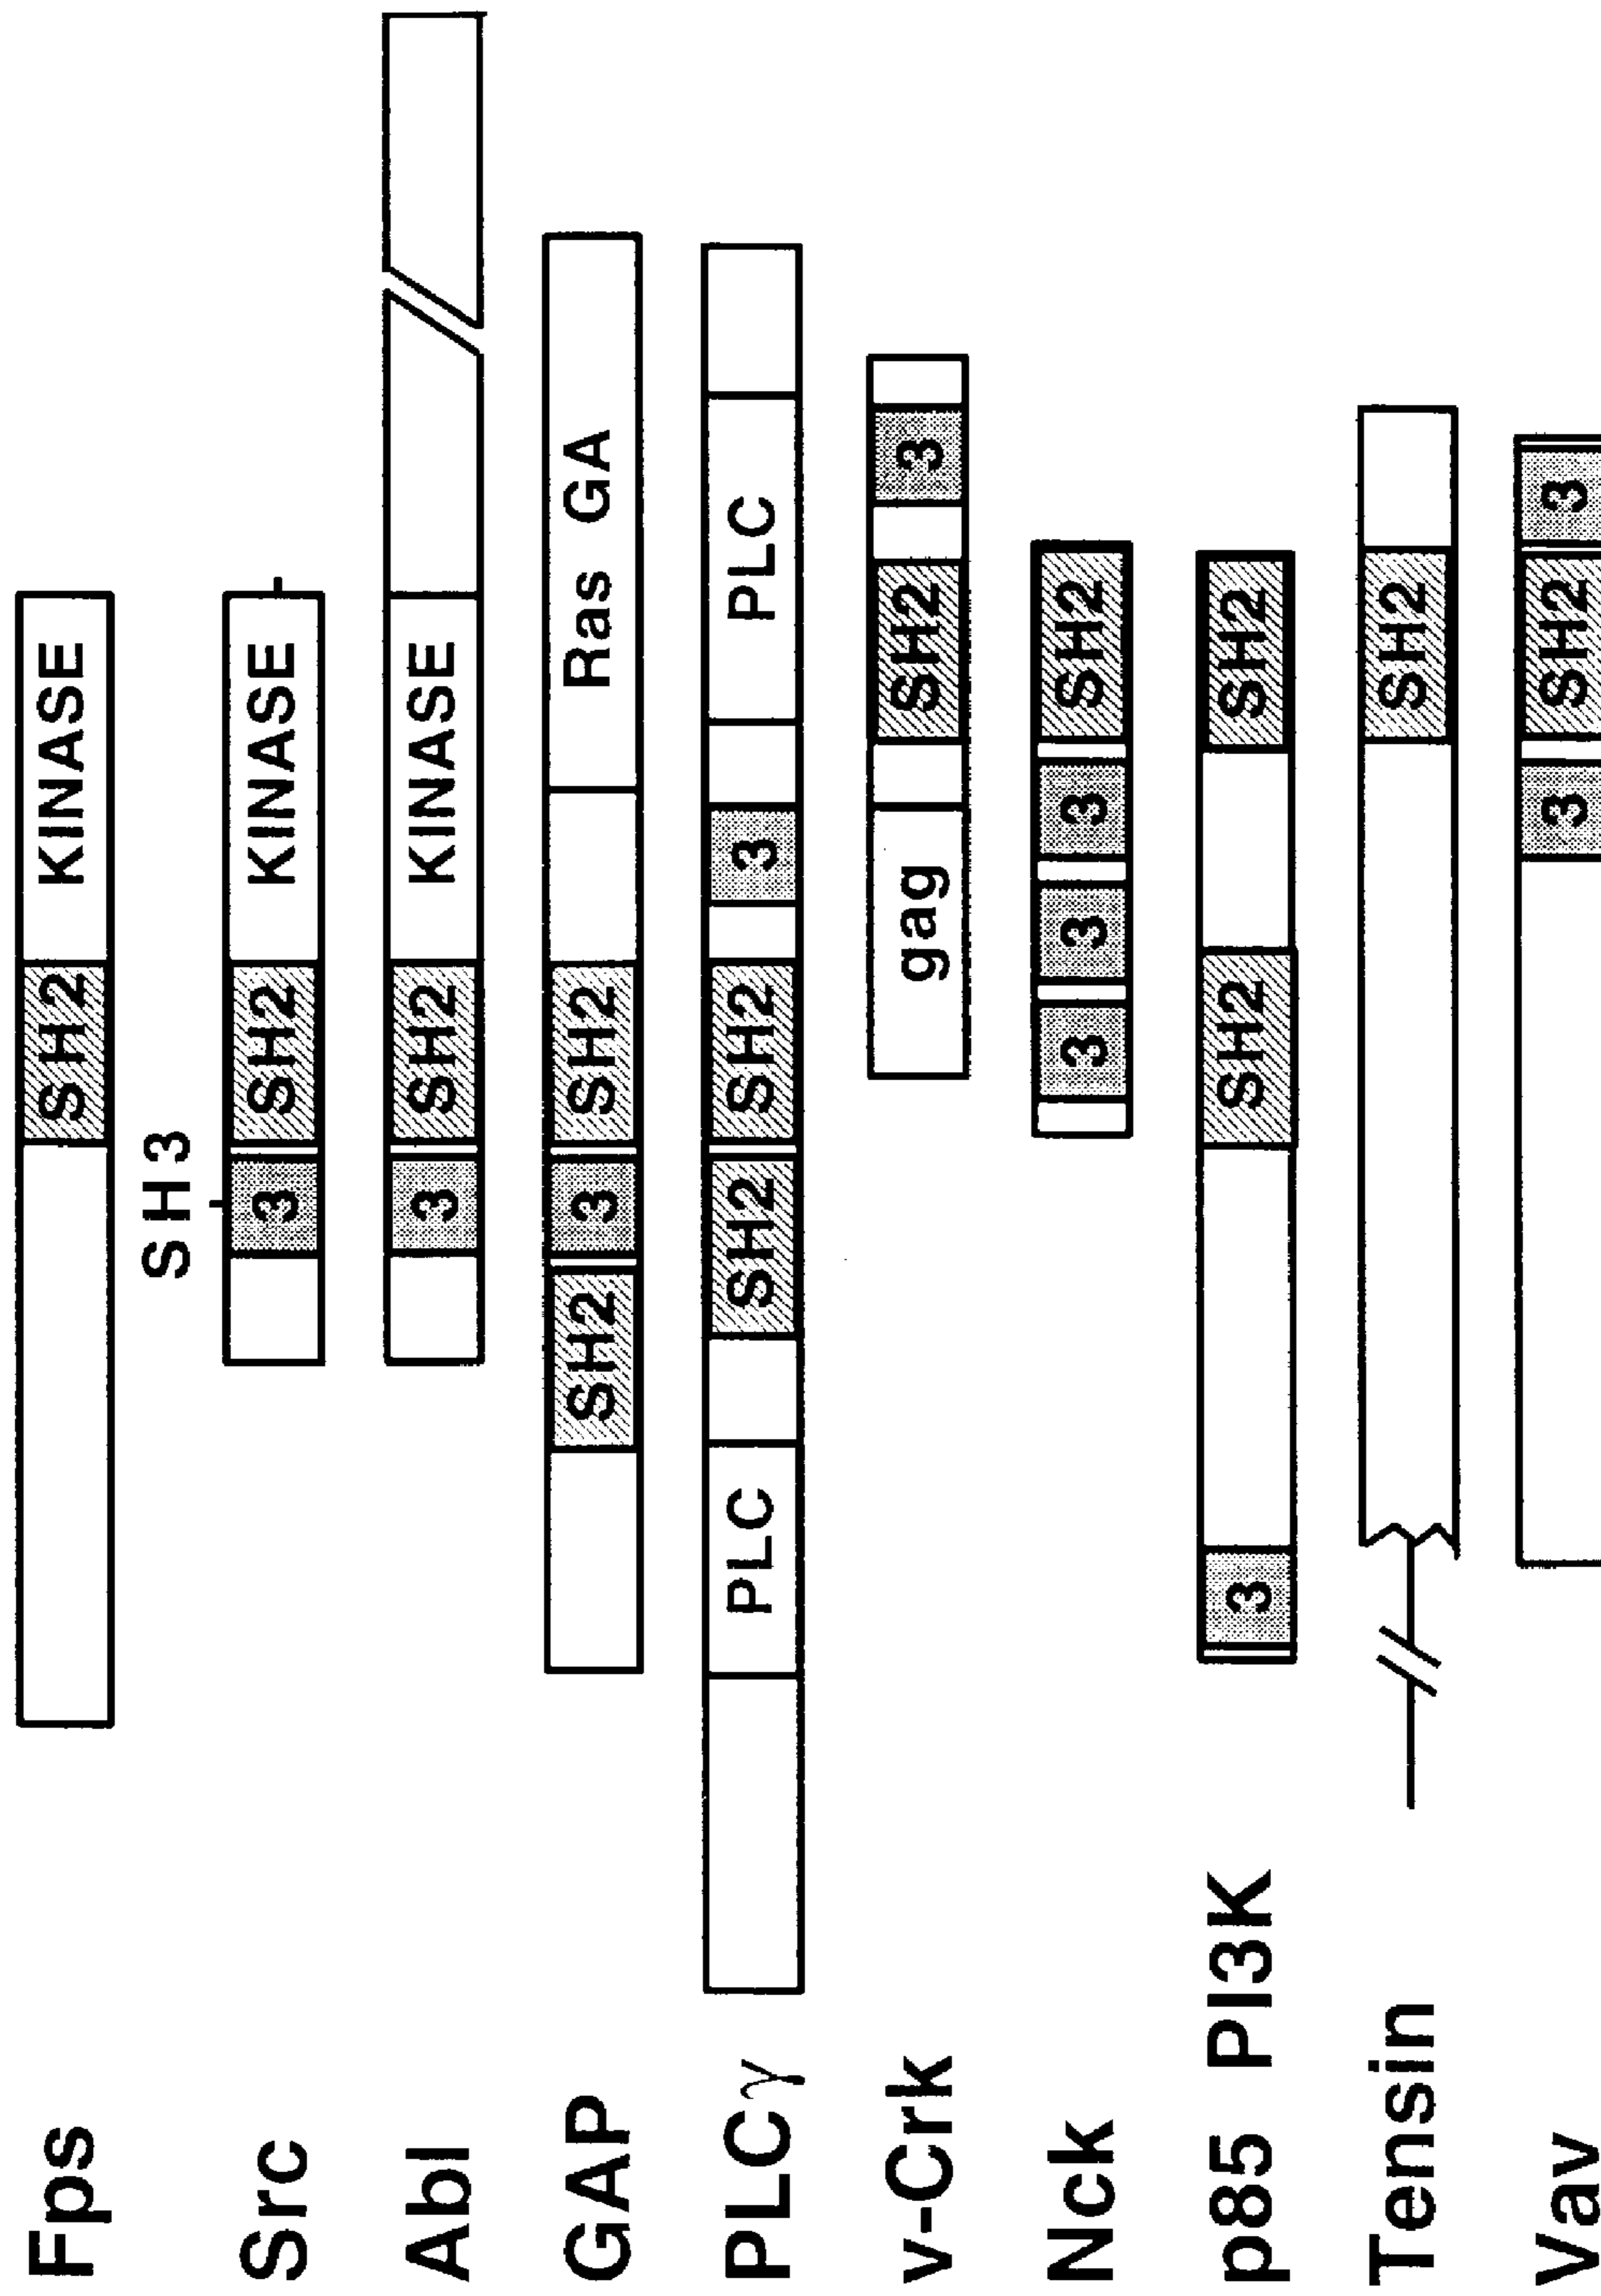 Fps SH2 KINASE
SH3
Src 3 SH2 KINASE
Abl 3 SH2 KINASE
GAP SH2 3 SH2 Ras GA
PLCγ PLC SH2 SH2 3 PLC
v-Crk gag SH2 3
Nck 3 3 3 SH2
p85 PI3K 3 SH2 SH2
Tensin SH2
Vav 3 SH2 3